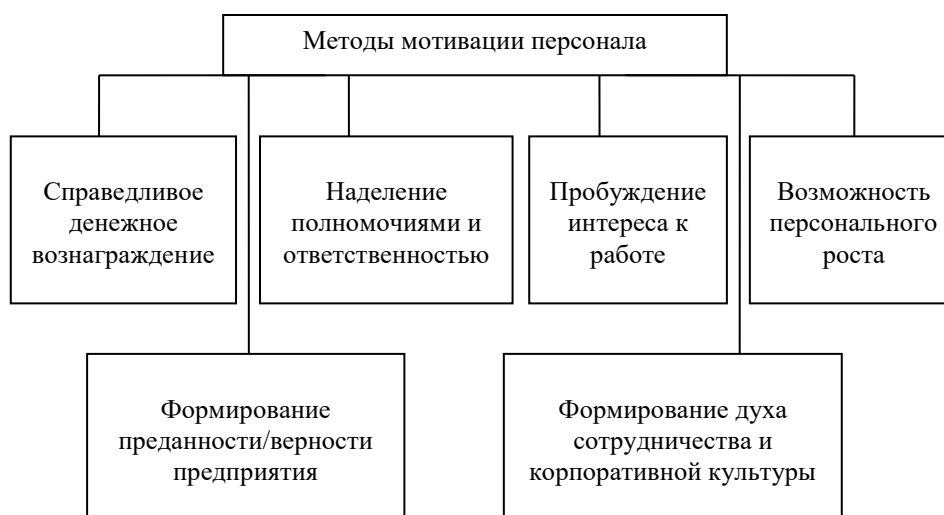 Методы мотивации персонала
Справедливое
денежное
вознаграждение
Наделение
полномочиями и
ответственностью
Пробуждение
интереса к
работе
Возможность
персонального
роста
Формирование
преданности/верности
предприятия
Формирование духа
сотрудничества и
корпоративной культуры